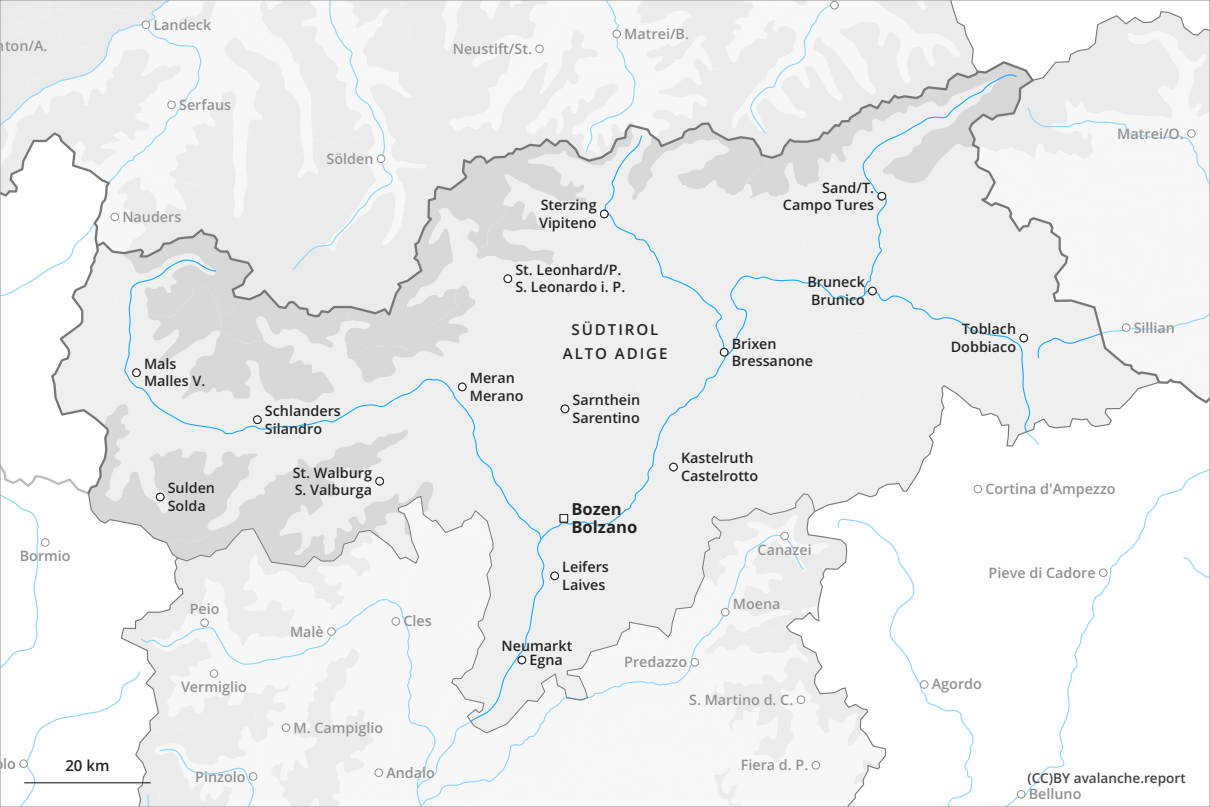 Landeck
nton/A.
Neustift/St.
Matrei/B.
Serfaus
Matrei/O.
Sölden
Sand/T.
Campo Tures
Nauders
Sterzing
Vipiteno
St. Leonhard/P.
S. Leonardo i. P.
Bruneck
Brunico
SÜDTIROL
ALTO ADIGE
Toblach
Dobbiaco
Sillian
Brixen
Bressanone
Mals
Malles V.
Meran
Merano
Schlanders
Silandro
Sarnthein
Sarentino
Kastelruth
Castelrotto
St. Walburg
S. Valburga
Sulden
Solda
Cortina d'Ampezzo
Bozen
Bolzano
Bormio
Canazei
Leifers
Laives
Pieve di Cadore
Peio
Moena
Malè
Cles
Neumarkt
Egna
Predazzo
Vermiglio
Agordo
S. Martino d. C.
M. Campiglio
olo
20 km
Pinzolo
Andalo
Fiera d. P.
(CC)BY avalanche.report
Belluno